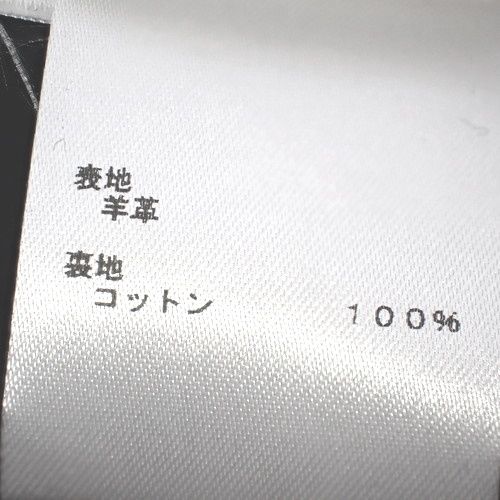 表地
羊革
裏地
コットン　１００％